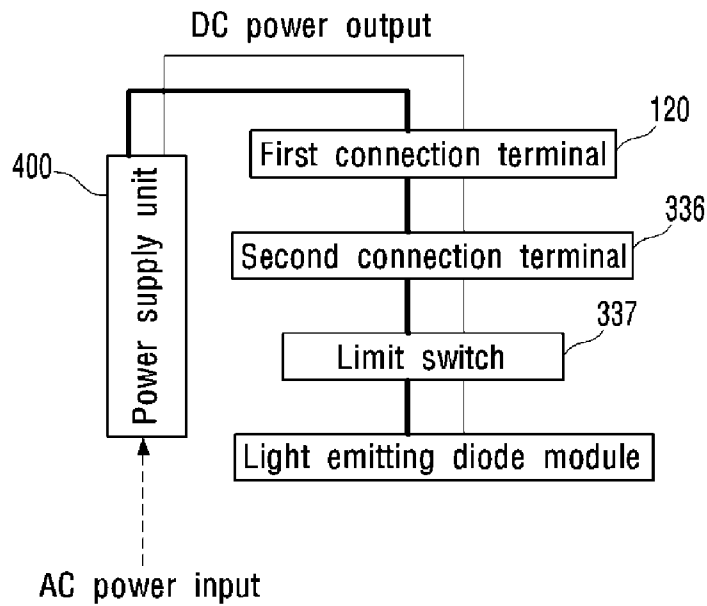 DC power output
120
First connection terminal
400
Power supply unit
336
Second connection terminal
337
Limit switch
Light emitting diode module
AC power input